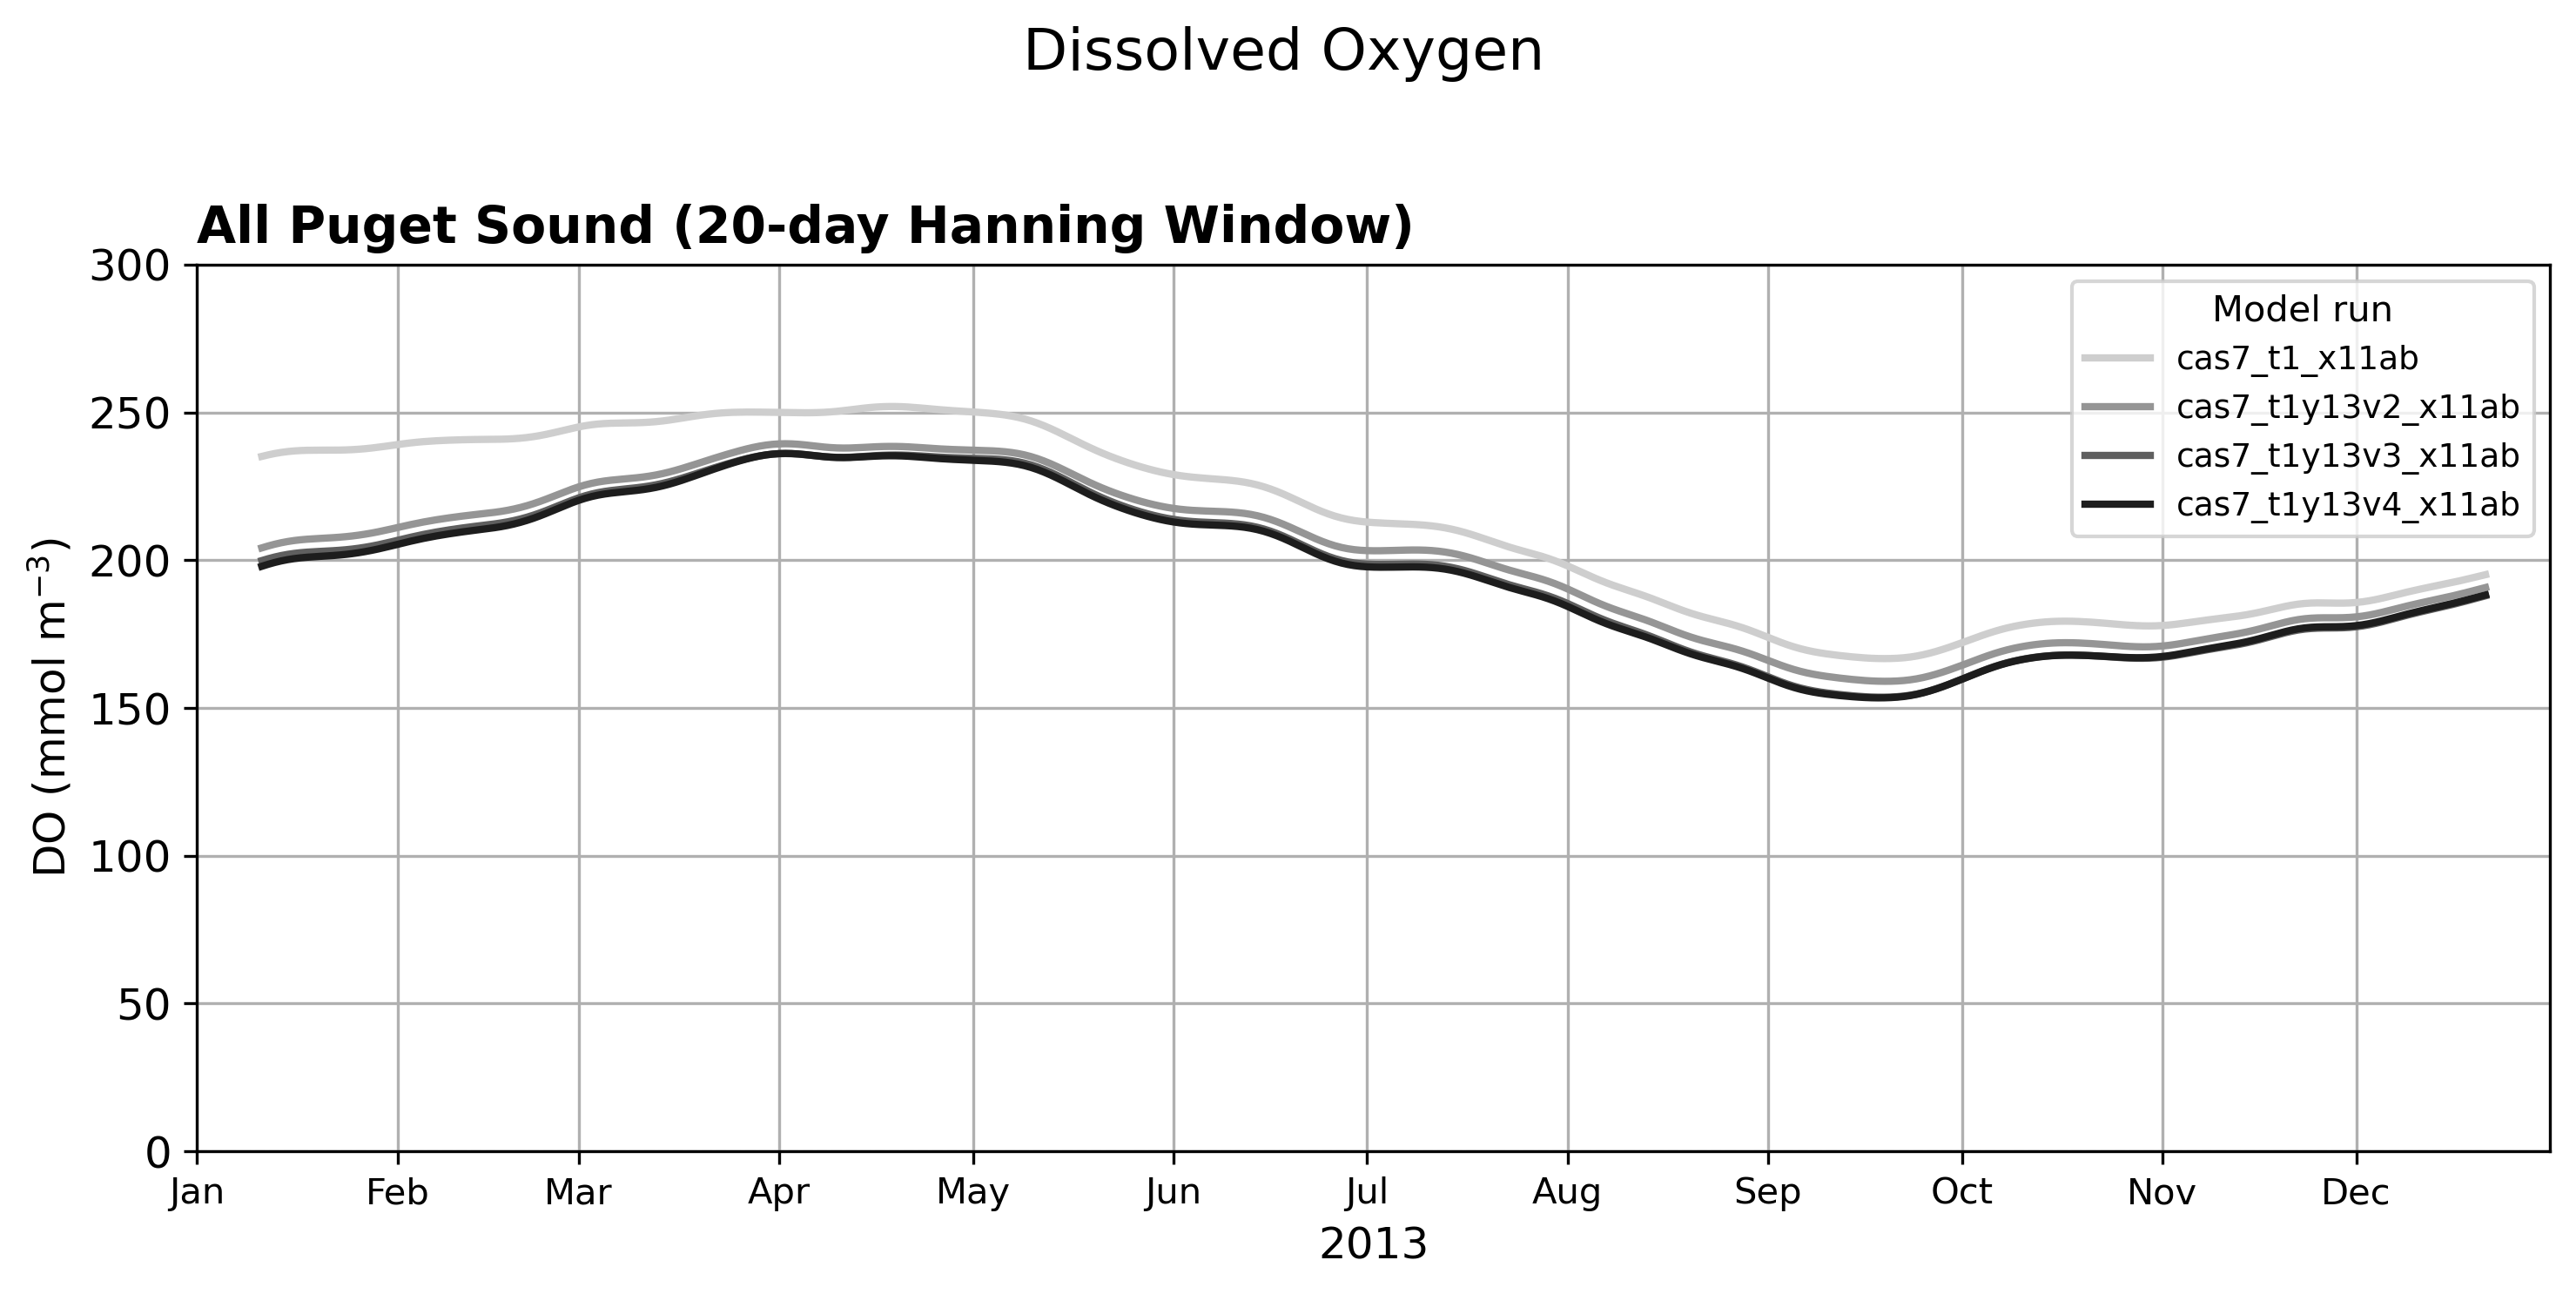 Dissolved Oxygen
All Puget Sound (20-day Hanning Window)
300
250
200
150
100
50
0
DO (mmol m⁻³)
Model run
cas7_t1_x11ab
cas7_t1y13v2_x11ab
cas7_t1y13v3_x11ab
cas7_t1y13v4_x11ab
Jan Feb Mar Apr May Jun Jul Aug Sep Oct Nov Dec
2013